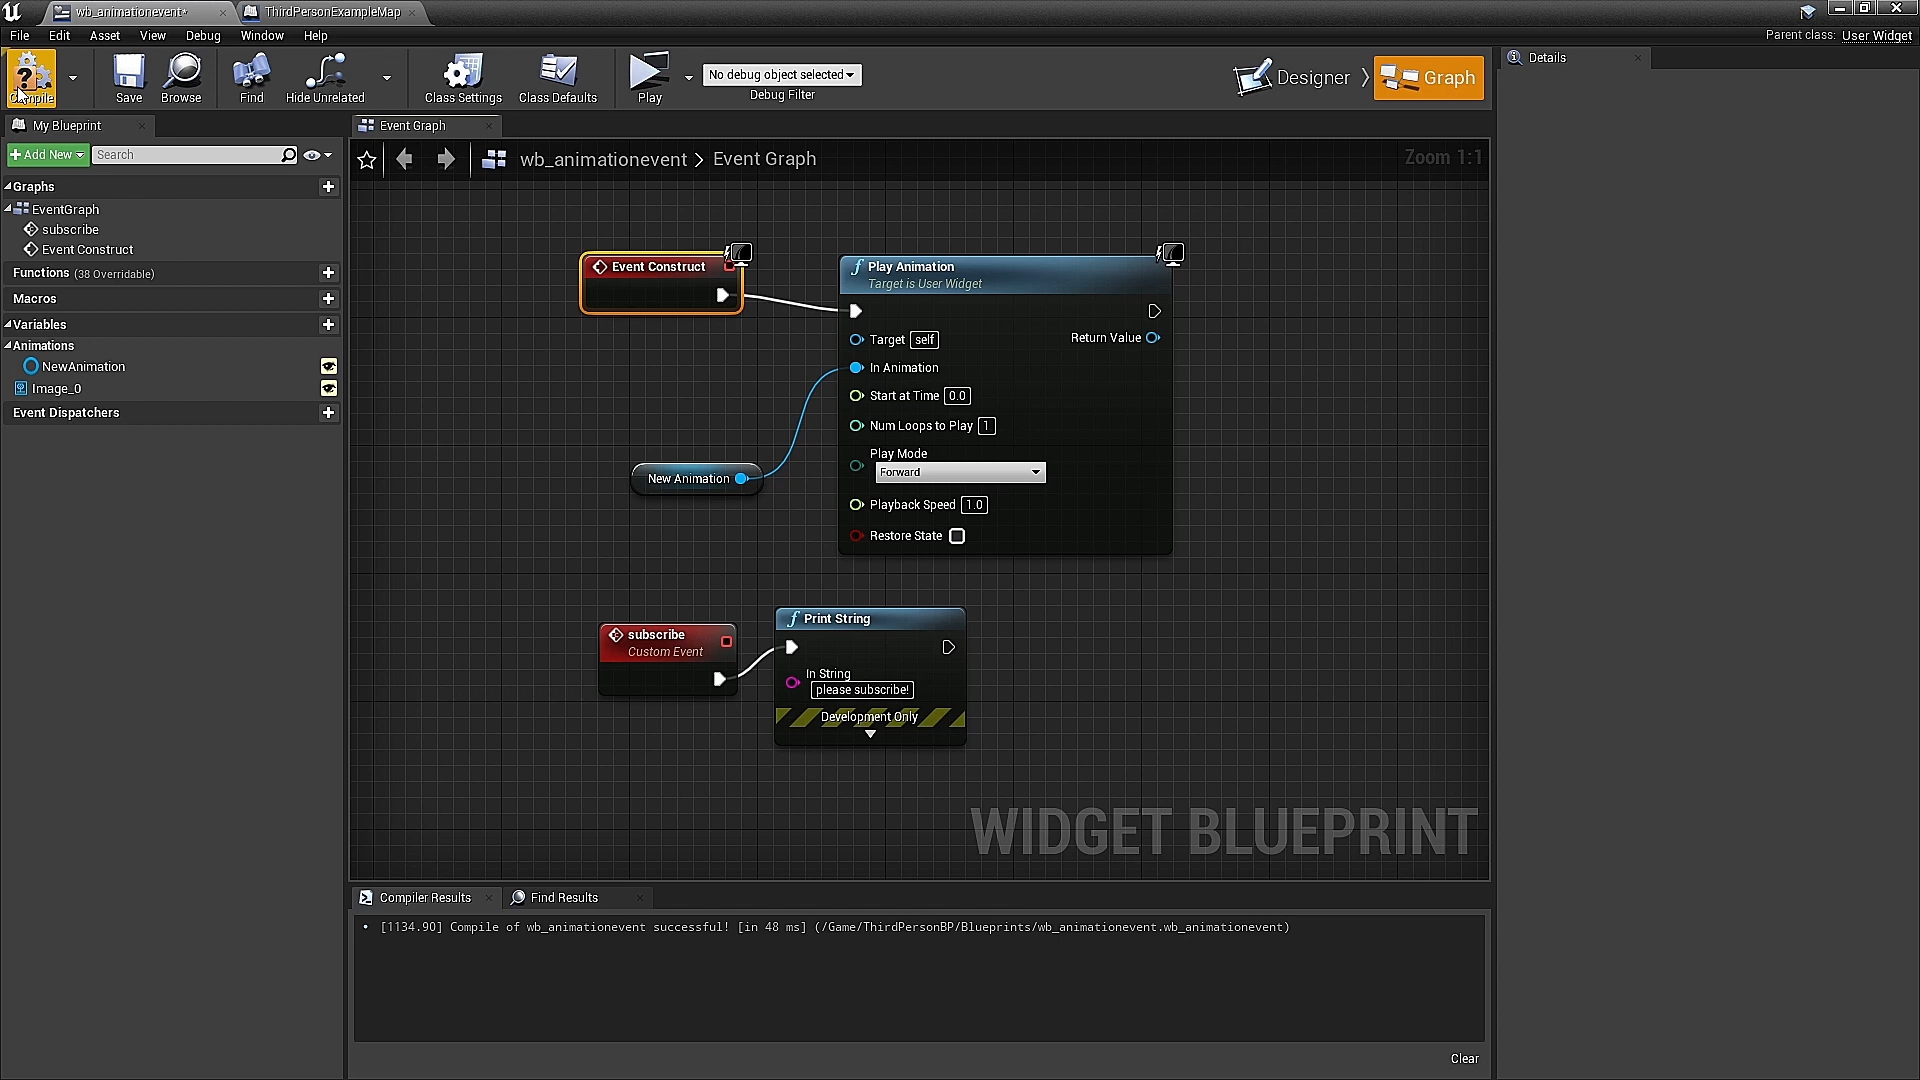 wb_animationevent*
ThirdPersonExampleMap
File Edit Asset View Debug Window Help
Parent class: User Widget
Compile
Save
Browse
Find
Hide Unrelated
Class Settings
Class Defaults
Play
No debug object selected
Debug Filter
Designer
Graph
Details
My Blueprint
Add New
Search
Graphs
EventGraph
subscribe
Event Construct
Functions (38 Overridable)
Macros
Variables
Animations
NewAnimation
Image_0
Event Dispatchers
Event Graph
wb_animationevent > Event Graph
Zoom 1:1
Event Construct
Play Animation
Target is User Widget
Target self
Return Value
In Animation
Start at Time 0.0
Num Loops to Play 1
Play Mode
Forward
Playback Speed 1.0
Restore State
New Animation
subscribe
Custom Event
Print String
In String
please subscribe!
Development Only
WIDGET BLUEPRINT
Compiler Results
Find Results
[1134.90] Compile of wb_animationevent successful! [in 48 ms] (/Game/ThirdPersonBP/Blueprints/wb_animationevent.wb_animationevent)
Clear